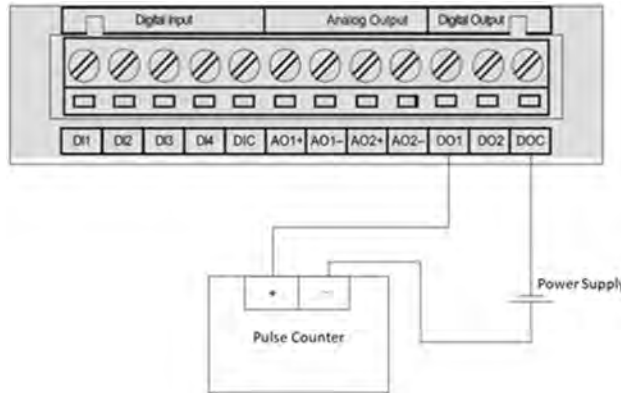 Digital Input Analog Output Digital Output
DI1 DI2 DI3 DI4 DIC AO1+ AO1– AO2+ AO2– DO1 DO2 DOC
Power Supply
+ –
Pulse Counter